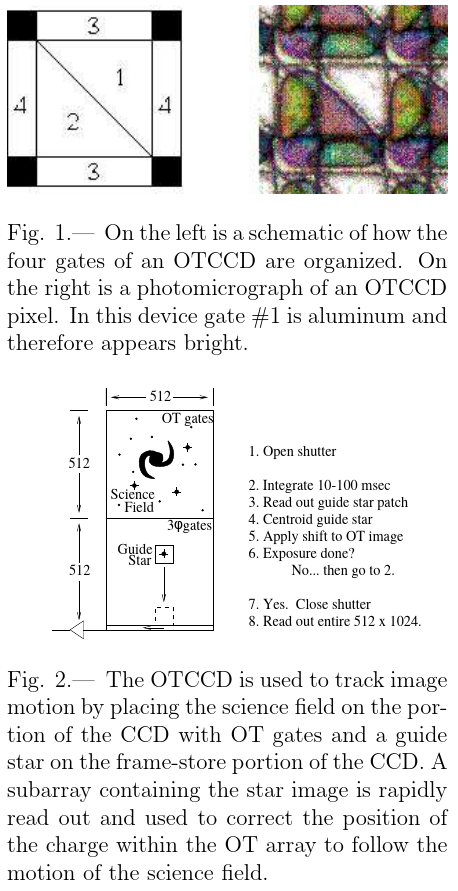 3
1
4
4
2
3
Fig. 1.— On the left is a schematic of how the
four gates of an OTCCD are organized. On
the right is a photomicrograph of an OTCCD
pixel. In this device gate #1 is aluminum and
therefore appears bright.
512
OT gates
512
Science
Field
3φgates
Guide
Star
512
1. Open shutter
2. Integrate 10-100 msec
3. Read out guide star patch
4. Centroid guide star
5. Apply shift to OT image
6. Exposure done?
No... then go to 2.
7. Yes. Close shutter
8. Read out entire 512 x 1024.
Fig. 2.— The OTCCD is used to track image
motion by placing the science field on the por-
tion of the CCD with OT gates and a guide
star on the frame-store portion of the CCD. A
subarray containing the star image is rapidly
read out and used to correct the position of
the charge within the OT array to follow the
motion of the science field.